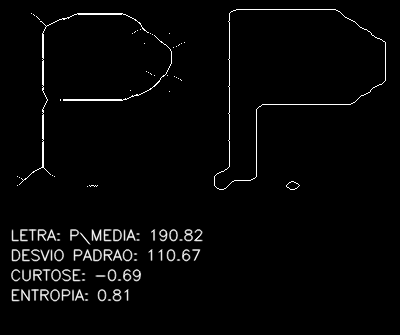 P P
LETRA: P\MEDIA: 190.82
DESVIO PADRAO: 110.67
CURTOSE: -0.69
ENTROPIA: 0.81